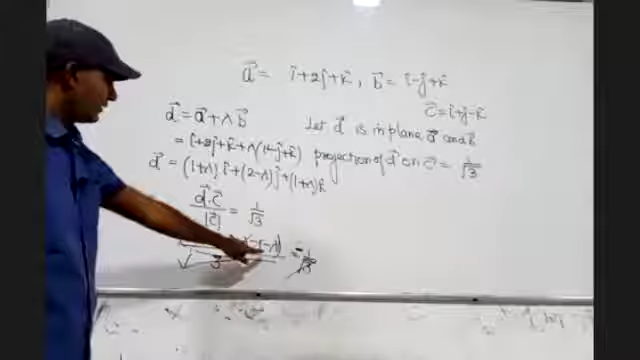 a⃗ = î+2ĵ+k̂, b⃗ = î-ĵ+k̂
c⃗ = î+ĵ-k̂
d⃗ = a⃗ + λ b⃗
Let d⃗ is in plane a⃗ and b⃗
= î+2ĵ+k̂+λ(î-ĵ+k̂)
projection of d⃗ on c⃗ = 1/√3
d⃗ = (1+λ)î+(2-λ)ĵ+(1+λ)k̂
d⃗.c⃗/|c⃗| = 1/√3
-λ)/√3 = 1/√3